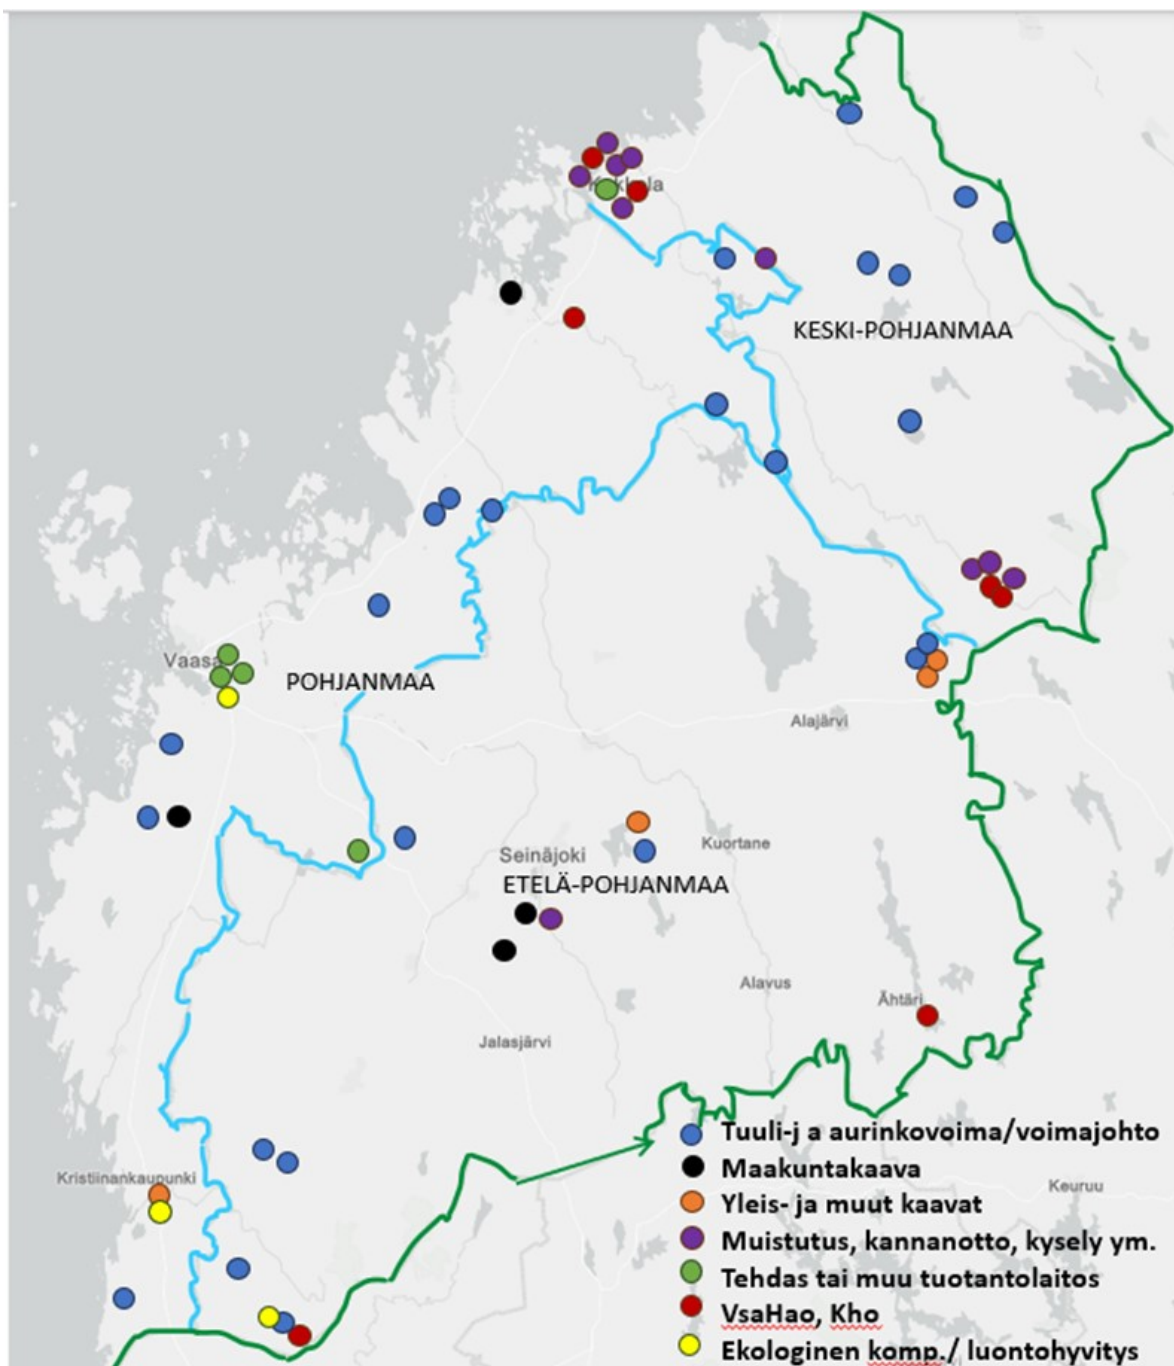 Kokkola
KESKI-POHJANMAA
Vaasa
POHJANMAA
Alajärvi
Kuortane
Seinäjoki
ETELÄ-POHJANMAA
Alavus
Ähtäri
Jalasjärvi
Tuuli-j a aurinkovoima/voimajohto
Maakuntakaava
Kristiinankaupunki
Keuruu
Yleis- ja muut kaavat
Muistutus, kannanotto, kysely ym.
Tehdas tai muu tuotantolaitos
VsaHao, Kho
Ekologinen komp./ luontohyvitys